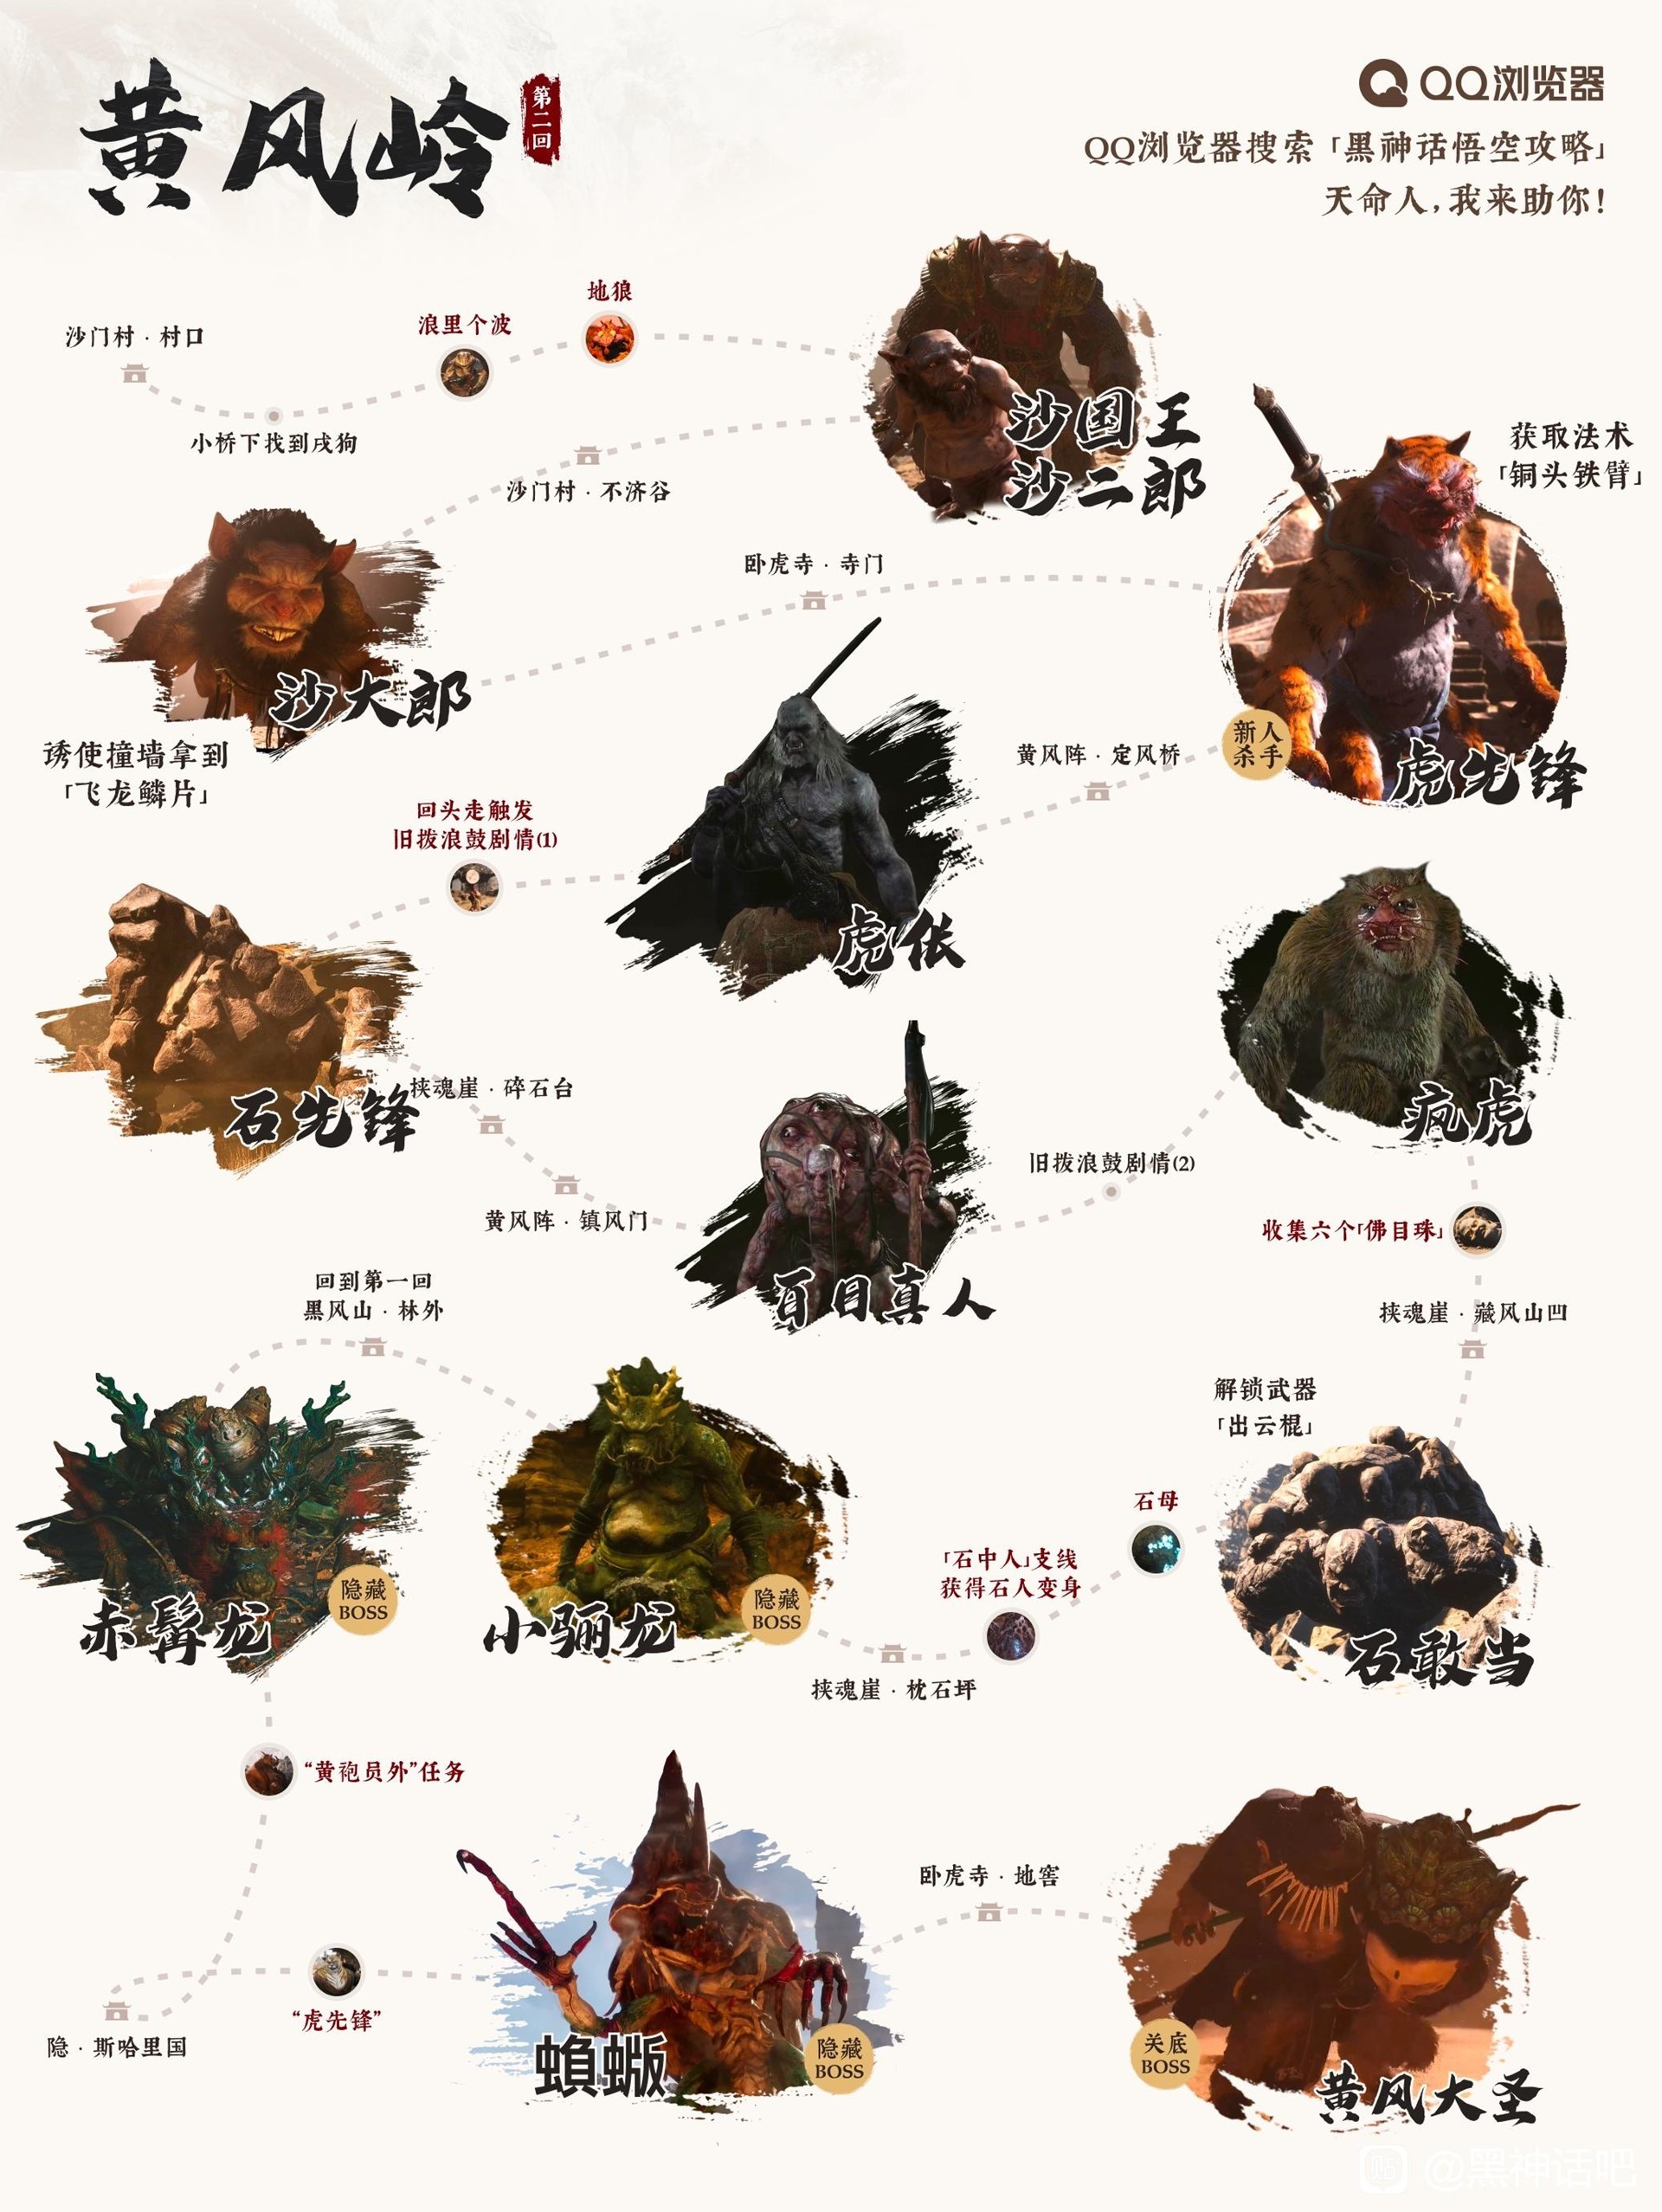 黄风岭
第二回
QQ浏览器
QQ浏览器搜索「黑神话悟空攻略」
天命人,我来助你!
地狼
浪里个波
沙门村·村口
小桥下找到戌狗
沙国王
沙二郎
获取法术
「铜头铁臂」
沙门村·不济谷
卧虎寺·寺门
沙大郎
诱使撞墙拿到
「飞龙鳞片」
新人
杀手
虎先锋
黄风阵·定风桥
回头走触发
旧拨浪鼓剧情(1)
虎伥
石先锋
挟魂崖·碎石台
疯虎
旧拨浪鼓剧情(2)
黄风阵·镇风门
收集六个「佛目珠」
百目真人
回到第一回
黑风山·林外
挟魂崖·藏风山凹
解锁武器
「出云棍」
石母
「石中人」支线
获得石人变身
隐藏
BOSS
赤髯龙
隐藏
BOSS
小骊龙
石敢当
挟魂崖·枕石坪
“黄袍员外”任务
卧虎寺·地窖
“虎先锋”
隐·斯哈里国
蝜蝂
隐藏
BOSS
关底
BOSS
黄风大圣
@黑神话吧